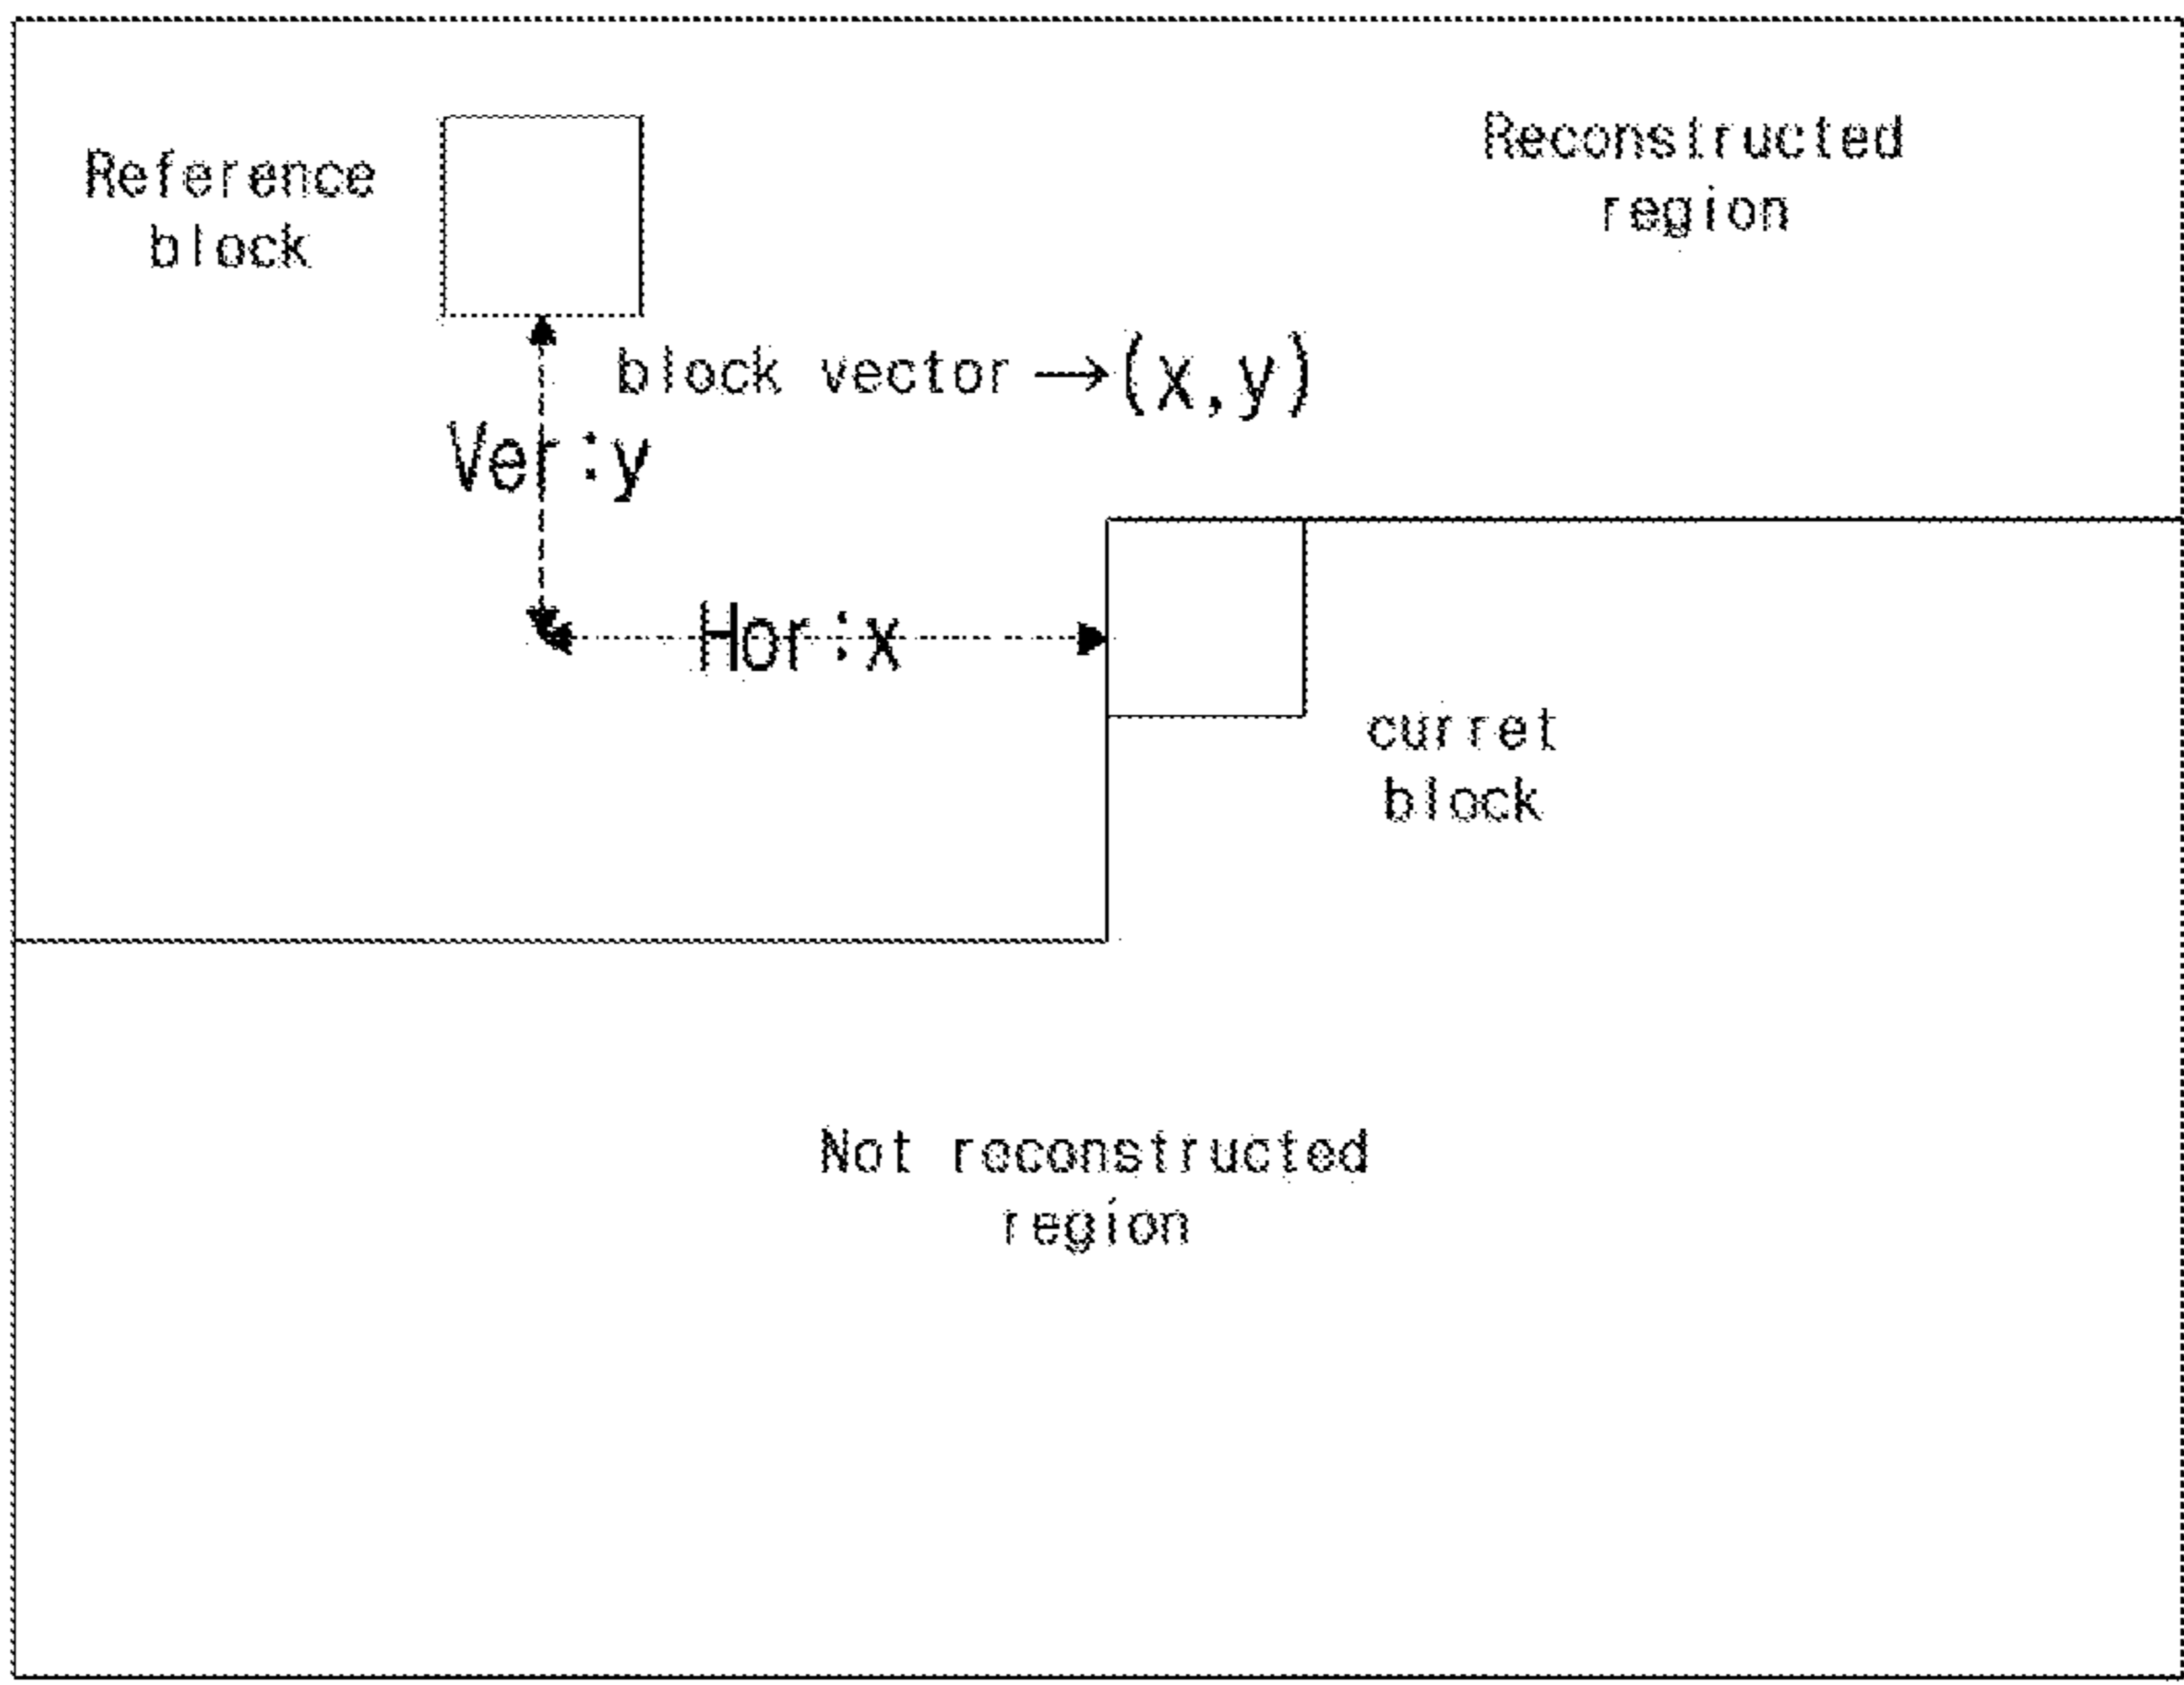 Reference
block
Reconstructed
region
block vector →(x,y)
Ver:y
Hor:x
curret
block
Not reconstructed
region